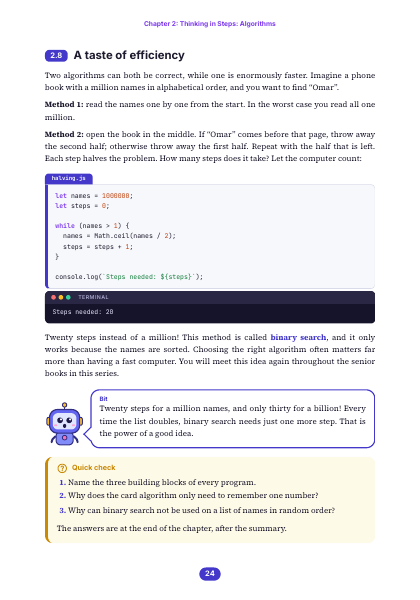 Chapter 2: Thinking in Steps: Algorithms
2.8 A taste of efficiency
Two algorithms can both be correct, while one is enormously faster. Imagine a phone
book with a million names in alphabetical order, and you want to find “Omar”.
Method 1: read the names one by one from the start. In the worst case you read all one
million.
Method 2: open the book in the middle. If “Omar” comes before that page, throw away
the second half; otherwise throw away the first half. Repeat with the half that is left.
Each step halves the problem. How many steps does it take? Let the computer count:
halving.js
let names = 1000000;
let steps = 0;
while (names > 1) {
  names = Math.ceil(names / 2);
  steps = steps + 1;
}
console.log(`Steps needed: ${steps}`);
TERMINAL
Steps needed: 20
Twenty steps instead of a million! This method is called binary search, and it only
works because the names are sorted. Choosing the right algorithm often matters far
more than having a fast computer. You will meet this idea again throughout the senior
books in this series.
Bit
Twenty steps for a million names, and only thirty for a billion! Every
time the list doubles, binary search needs just one more step. That is
the power of a good idea.
? Quick check
1. Name the three building blocks of every program.
2. Why does the card algorithm only need to remember one number?
3. Why can binary search not be used on a list of names in random order?
The answers are at the end of the chapter, after the summary.
24